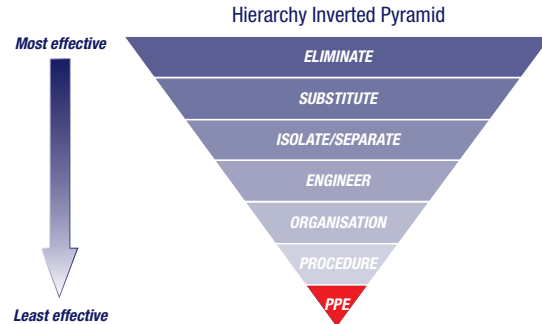 Hierarchy Inverted Pyramid
Most effective
ELIMINATE
SUBSTITUTE
ISOLATE/SEPARATE
ENGINEER
ORGANISATION
PROCEDURE
PPE
Least effective